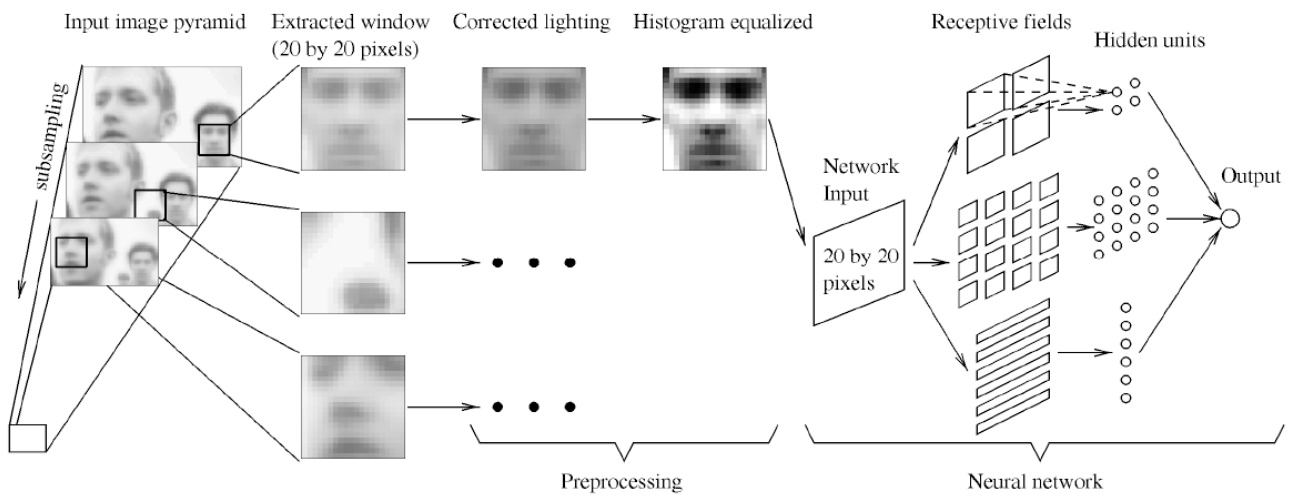 Input image pyramid
Extracted window
(20 by 20 pixels)
Corrected lighting
Histogram equalized
Receptive fields
Hidden units
subsampling
Network
Input
20 by 20
pixels
Output
Preprocessing
Neural network